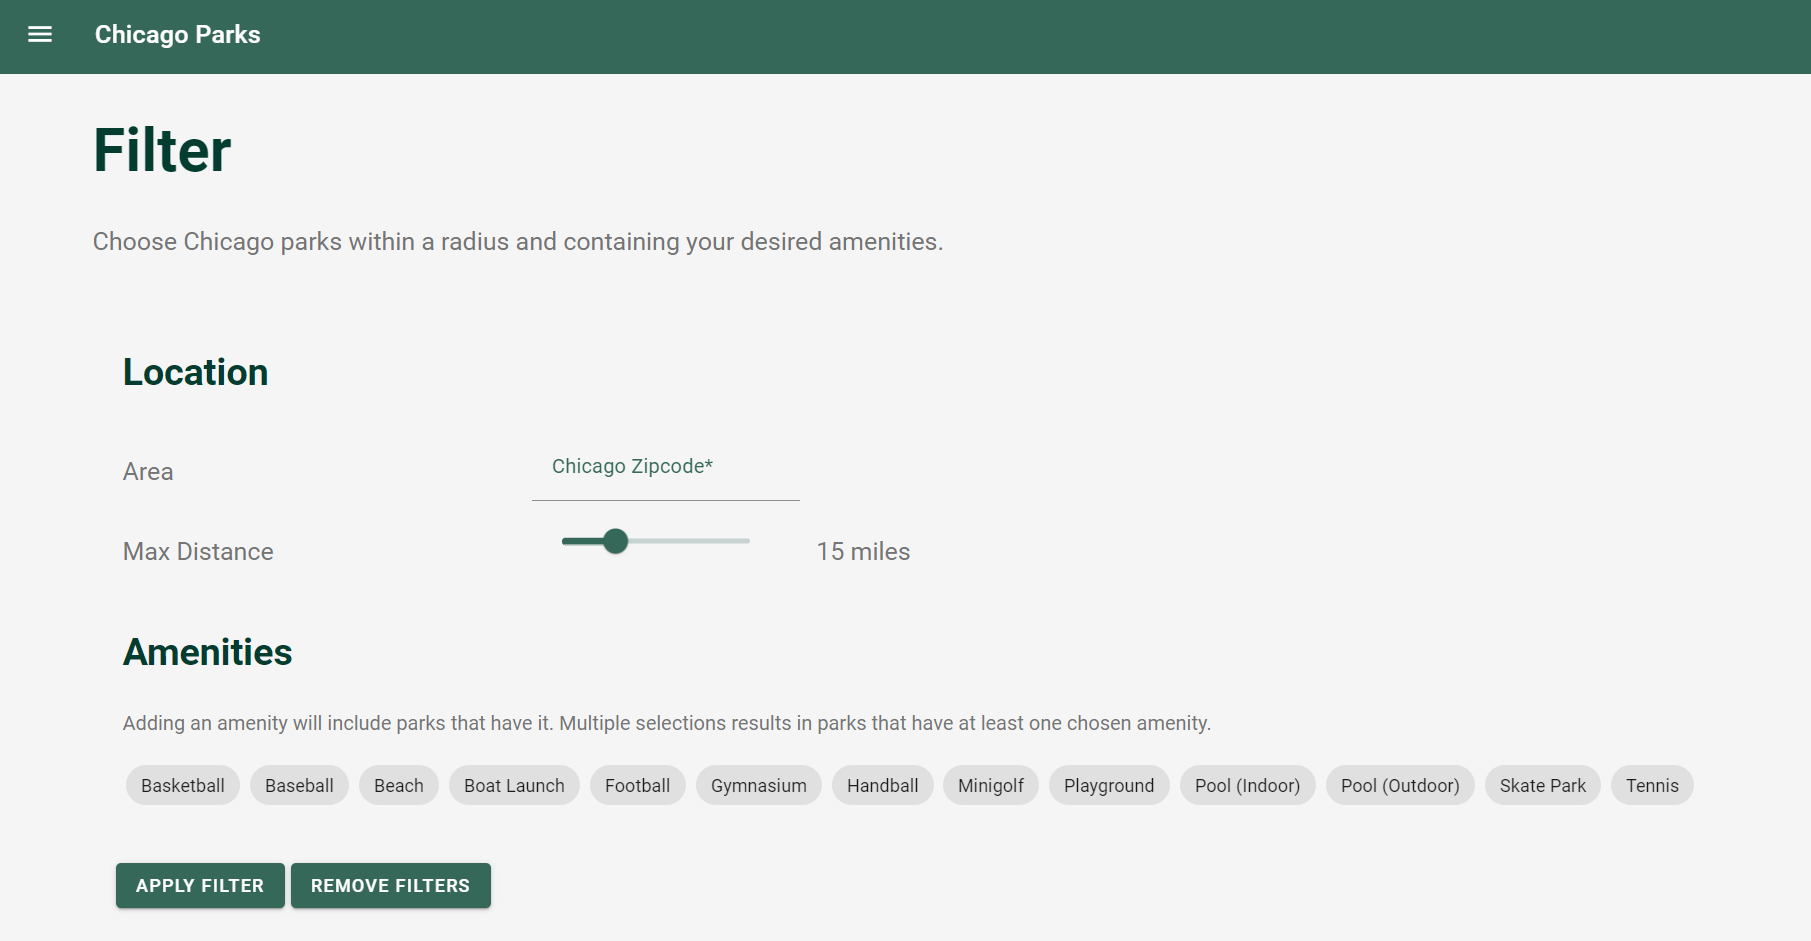 Chicago Parks
Filter
Choose Chicago parks within a radius and containing your desired amenities.
Location
Area
Chicago Zipcode*
Max Distance
15 miles
Amenities
Adding an amenity will include parks that have it. Multiple selections results in parks that have at least one chosen amenity.
Basketball Baseball Beach Boat Launch Football Gymnasium Handball Minigolf Playground Pool (Indoor) Pool (Outdoor) Skate Park Tennis
APPLY FILTER REMOVE FILTERS